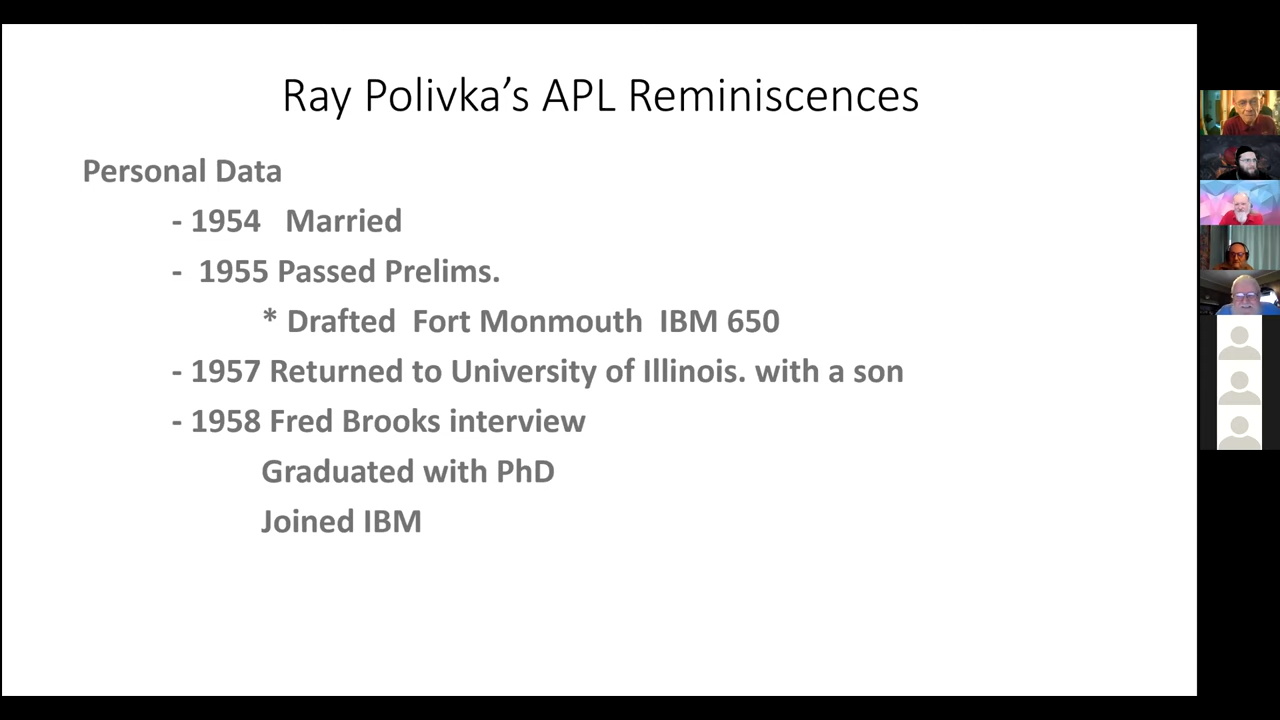 Ray Polivka’s APL Reminiscences
Personal Data
- 1954 Married
- 1955 Passed Prelims.
* Drafted Fort Monmouth IBM 650
- 1957 Returned to University of Illinois. with a son
- 1958 Fred Brooks interview
Graduated with PhD
Joined IBM